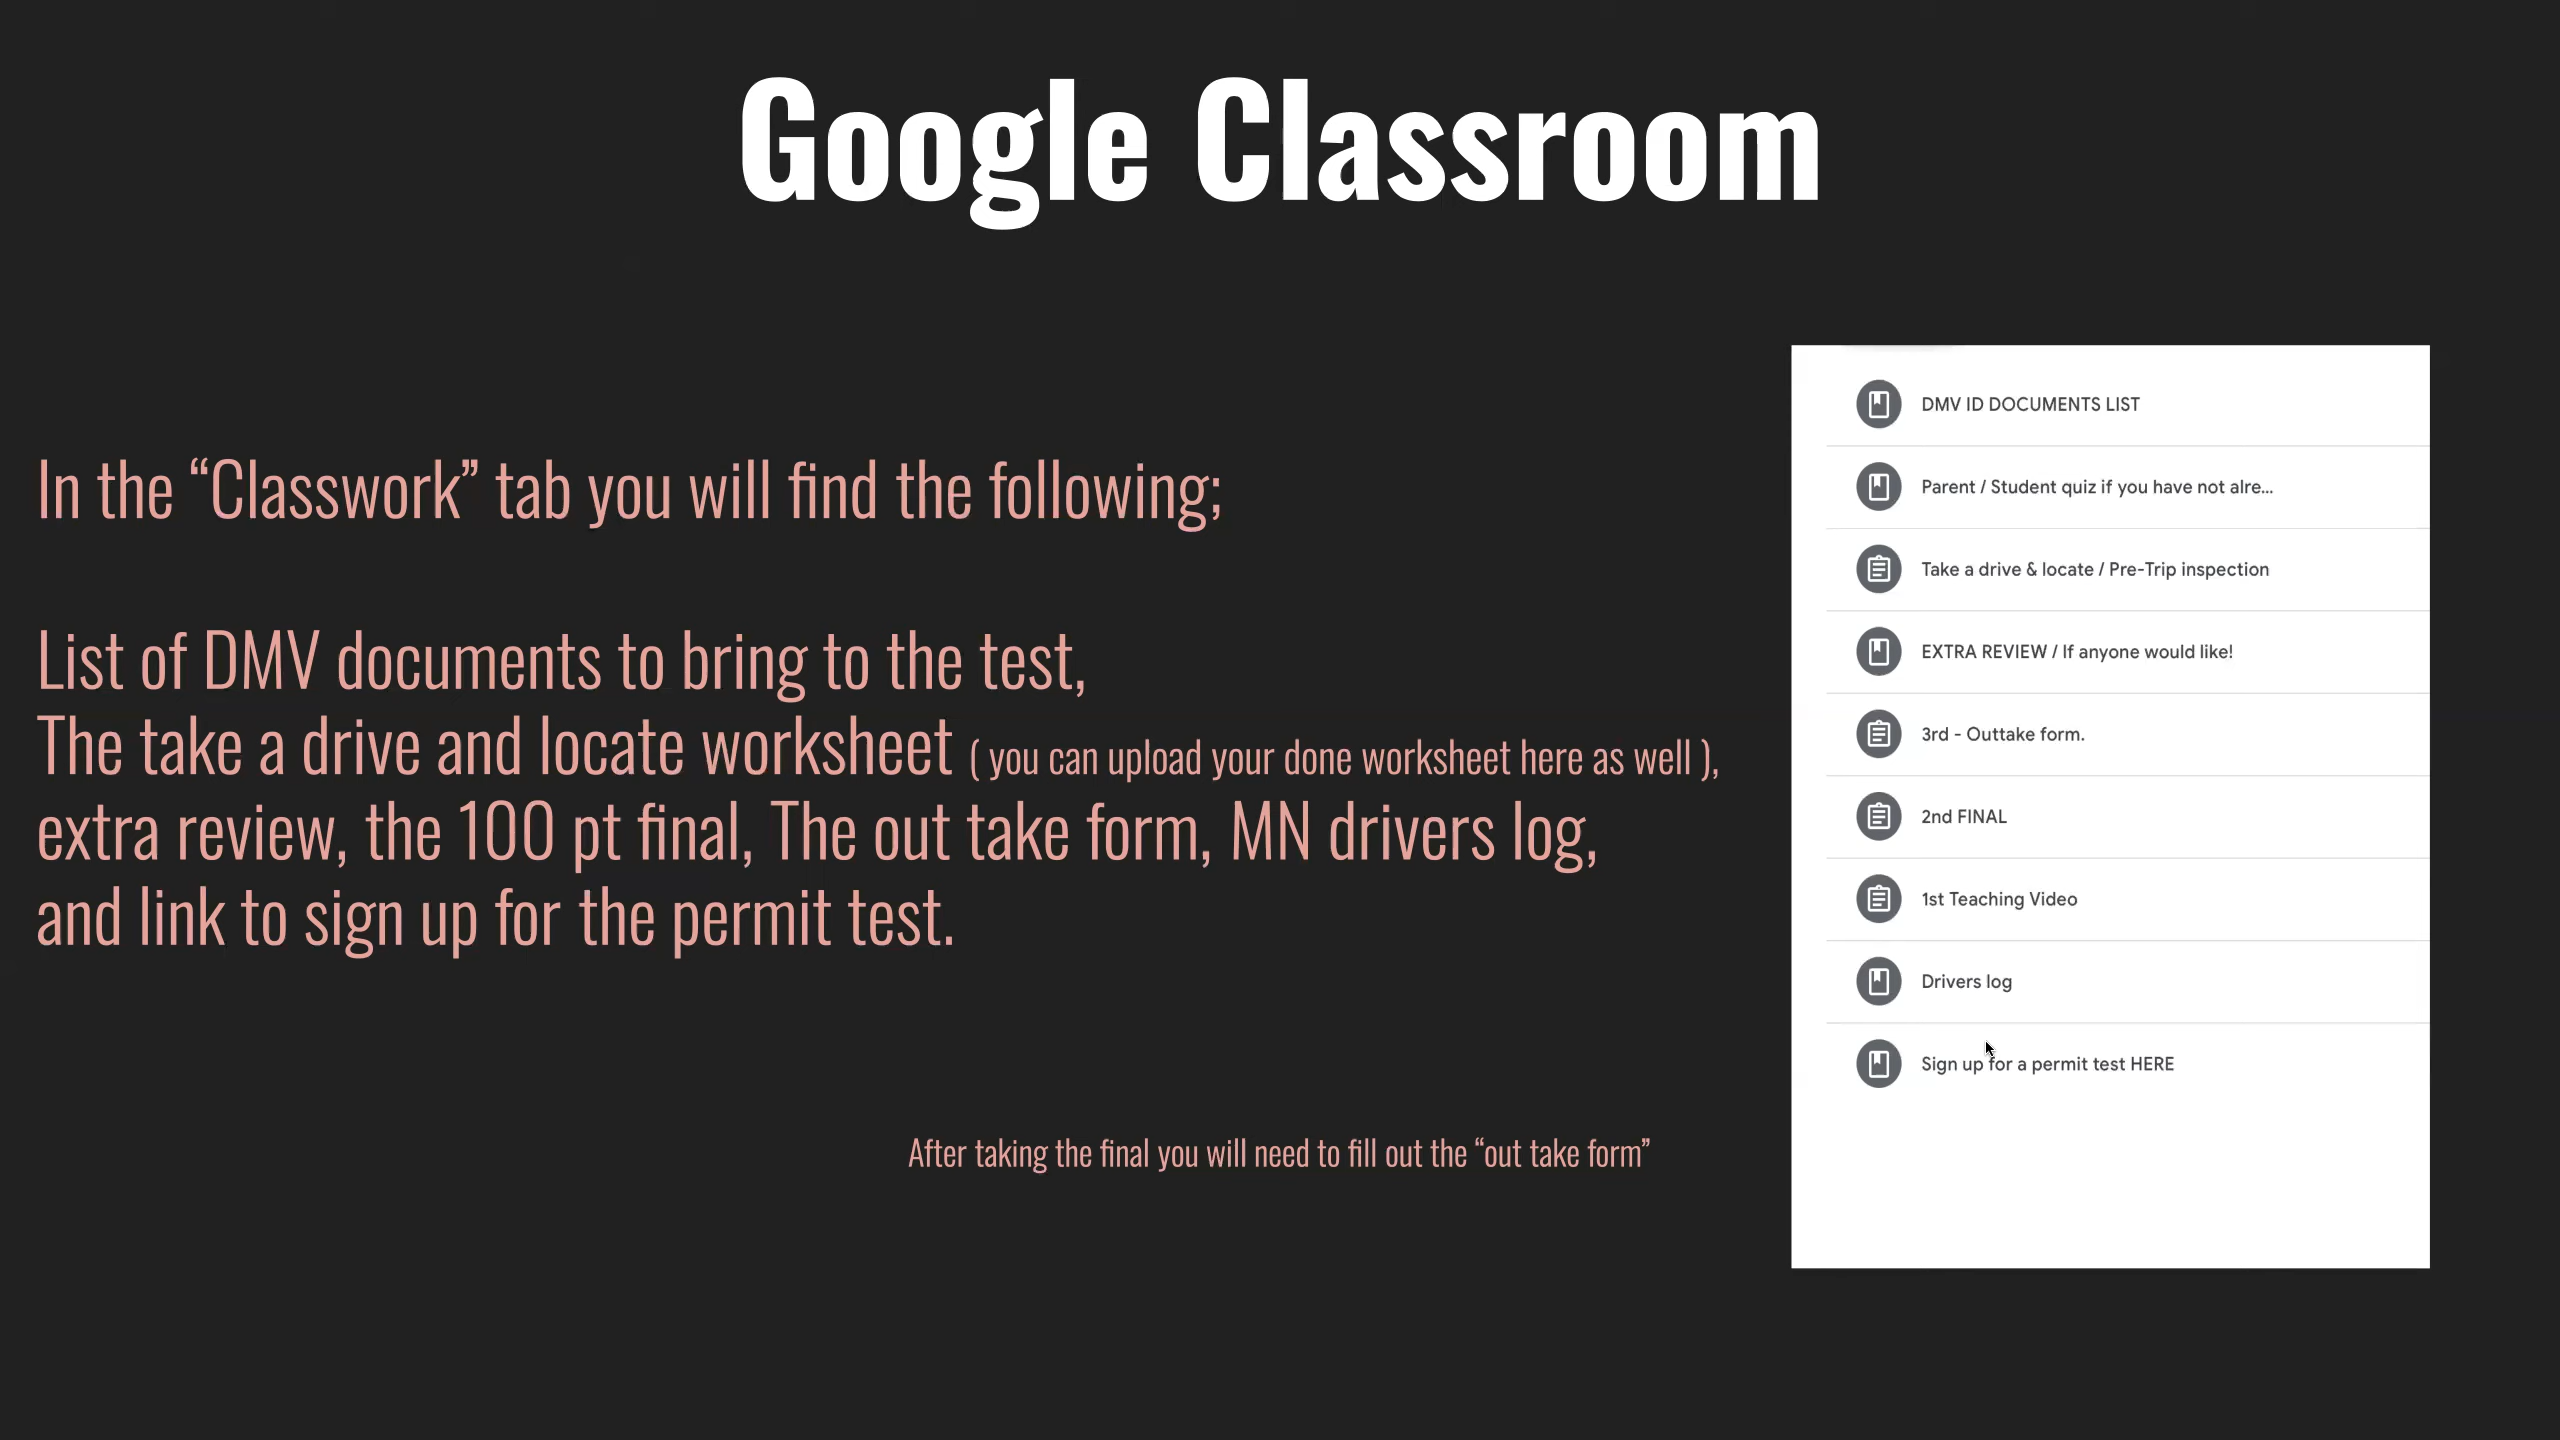 Google Classroom
In the “Classwork” tab you will find the following;
List of DMV documents to bring to the test,
The take a drive and locate worksheet ( you can upload your done worksheet here as well ),
extra review, the 100 pt final, The out take form, MN drivers log,
and link to sign up for the permit test.
After taking the final you will need to fill out the “out take form”
DMV ID DOCUMENTS LIST
Parent / Student quiz if you have not alre...
Take a drive & locate / Pre-Trip inspection
EXTRA REVIEW / If anyone would like!
3rd - Outtake form.
2nd FINAL
1st Teaching Video
Drivers log
Sign up for a permit test HERE